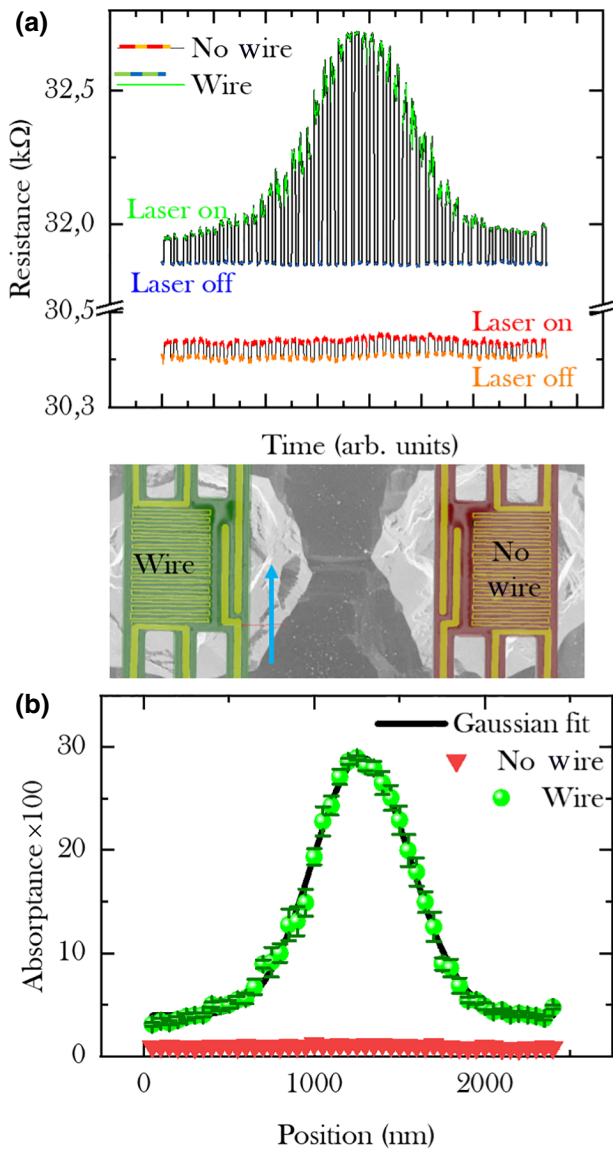 (a)
No wire
Wire
32,5
32,0
30,5
30,3
Resistance (kΩ)
Laser on
Laser off
Laser on
Laser off
Time (arb. units)
Wire
No
wire
(b)
Gaussian fit
No wire
Wire
30
20
10
0
Absorptance ×100
0
1000
2000
Position (nm)